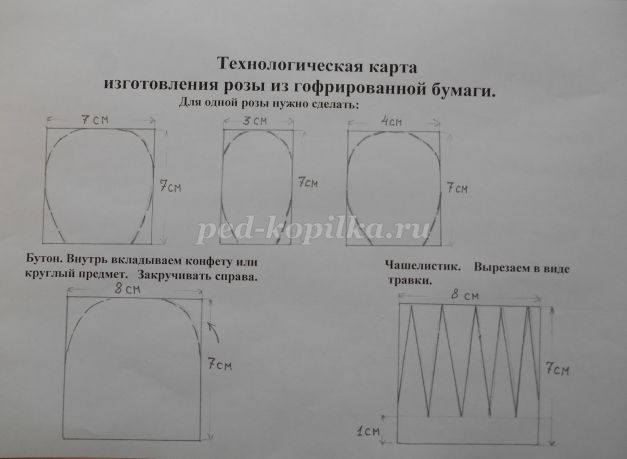 Технологическая карта
изготовления розы из гофрированной бумаги.
Для одной розы нужно сделать:
7 см
3 см
4см
7см
7см
7см
ped-kopilka.ru
Бутон. Внутрь вкладываем конфету или
круглый предмет. Закручивать справа.
Чашелистик. Вырезаем в виде
травки.
8 см
8 см
7см
7см
1см